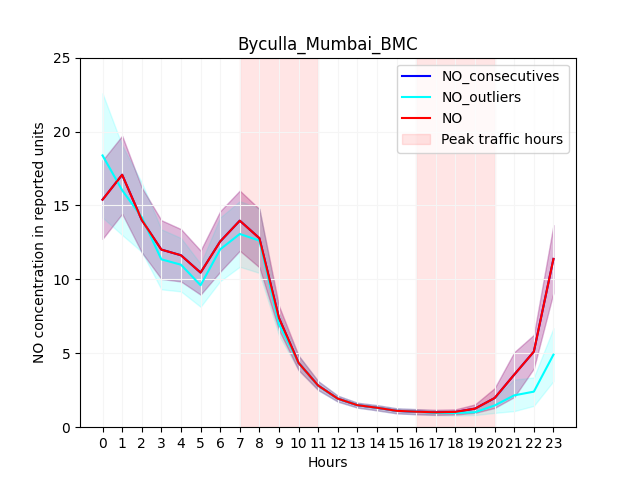 Byculla_Mumbai_BMC
NO_consecutives
NO_outliers
NO
Peak traffic hours
NO concentration in reported units
25
20
15
10
5
0
0 1 2 3 4 5 6 7 8 9 10 11 12 13 14 15 16 17 18 19 20 21 22 23
Hours